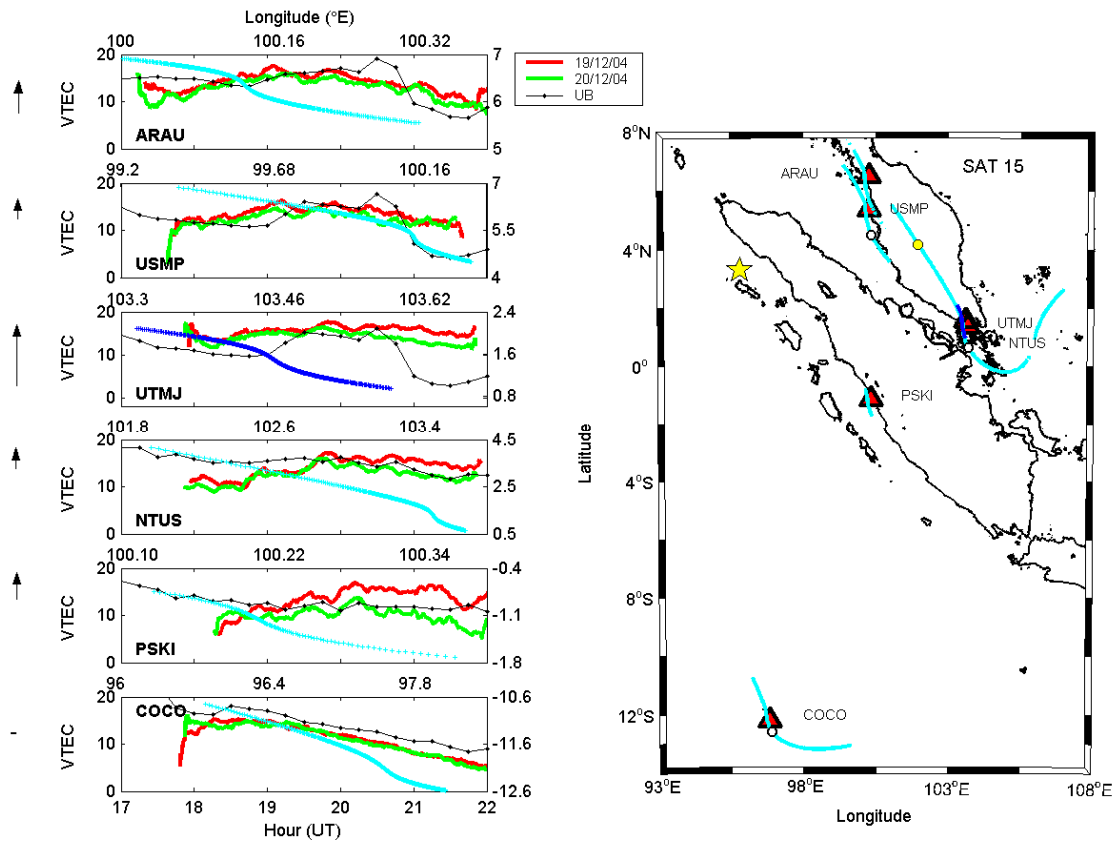 Longitude (°E)
100 100.16 100.32
20 7
VTEC 10 6
ARAU
0 5
99.2 99.68 100.16
20 7
VTEC 10 5.5
USMP
0 4
103.3 103.46 103.62
20 2.4
VTEC 10 1.6
UTMJ
0 0.8
101.8 102.6 103.4
20 4.5
VTEC 10 2.5
NTUS
0 0.5
100.10 100.22 100.34
20 -0.4
VTEC 10 -1.1
PSKI
0 -1.8
96 96.4 97.8
20 -10.6
COCO
VTEC 10 -11.6
0 -12.6
17 18 19 20 21 22
Hour (UT)
19/12/04
20/12/04
UB
8°N
SAT 15
ARAU
USMP
4°N
UTMJ
NTUS
0°
PSKI
Latitude
4°S
8°S
COCO
12°S
93°E 98°E 103°E 108°E
Longitude